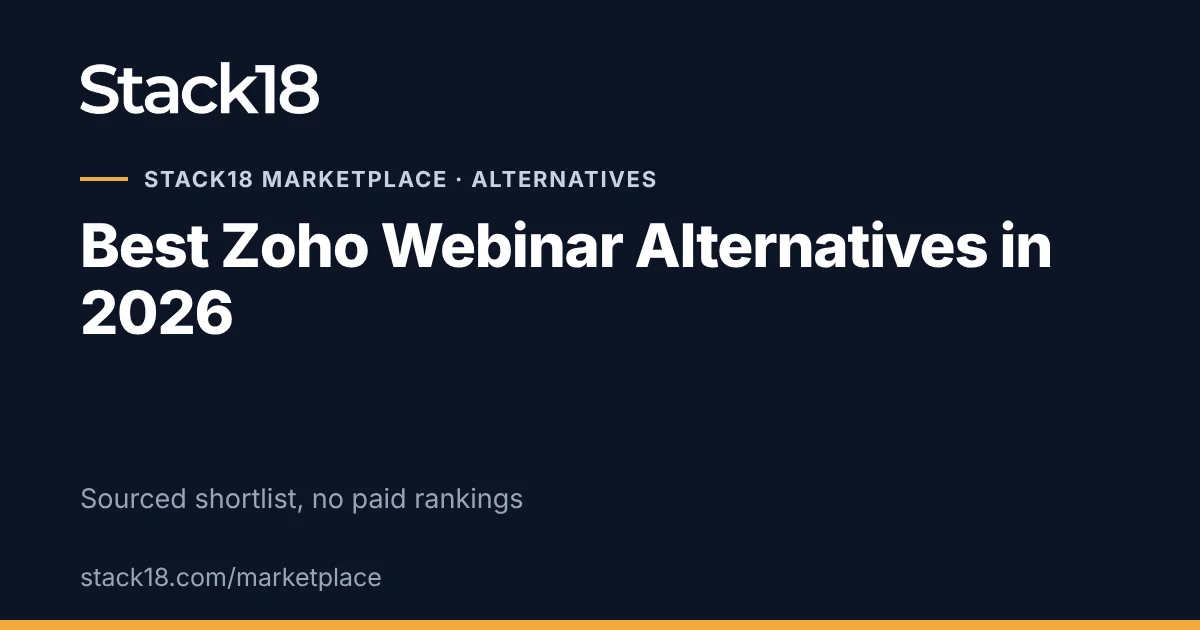 Stack18
STACK18 MARKETPLACE · ALTERNATIVES
Best Zoho Webinar Alternatives in
2026
Sourced shortlist, no paid rankings
stack18.com/marketplace